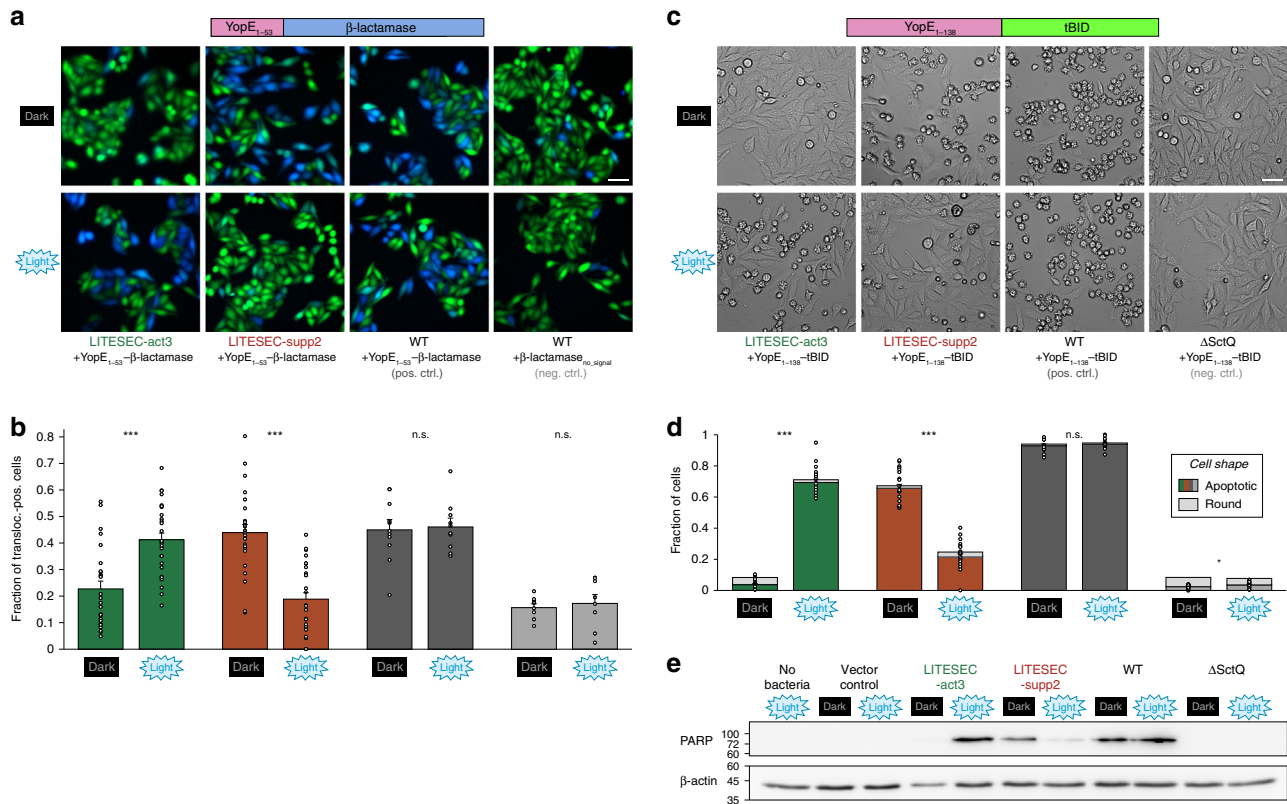 a
YopE1–53
β-lactamase
Dark
Light
LITESEC-act3
+YopE1–53–β-lactamase
LITESEC-supp2
+YopE1–53–β-lactamase
WT
+YopE1–53–β-lactamase
(pos. ctrl.)
WT
+β-lactamaseno_signal
(neg. ctrl.)
c
YopE1–138
tBID
Dark
Light
LITESEC-act3
+YopE1–138–tBID
LITESEC-supp2
+YopE1–138–tBID
WT
+YopE1–138–tBID
(pos. ctrl.)
ΔSctQ
+YopE1–138–tBID
(neg. ctrl.)
b
Fraction of transloc.-pos. cells
0.8
0.7
0.6
0.5
0.4
0.3
0.2
0.1
0
***
***
n.s.
n.s.
Dark
Light
Dark
Light
Dark
Light
Dark
Light
d
Fraction of cells
1
0.8
0.6
0.4
0.2
0
***
***
n.s.
*
Cell shape
Apoptotic
Round
Dark
Light
Dark
Light
Dark
Light
Dark
Light
e
No
bacteria
Vector
control
LITESEC
-act3
LITESEC
-supp2
WT
ΔSctQ
Light
Dark
Light
Dark
Light
Dark
Light
Dark
Light
Dark
Light
PARP
100
72
60
β-actin
60
45
35